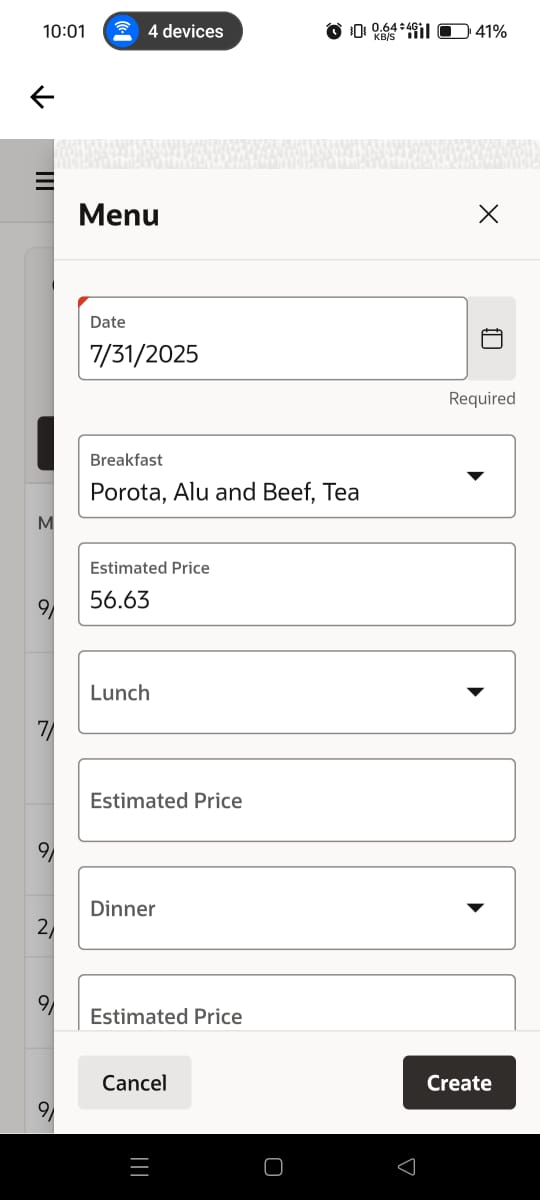 10:01
4 devices
0.64 KB/S
4G
41%
Menu
Date
7/31/2025
Required
Breakfast
Porota, Alu and Beef, Tea
Estimated Price
56.63
M
9/
Lunch
7/
Estimated Price
9/
Dinner
2/
9/
Estimated Price
Cancel
Create
9/